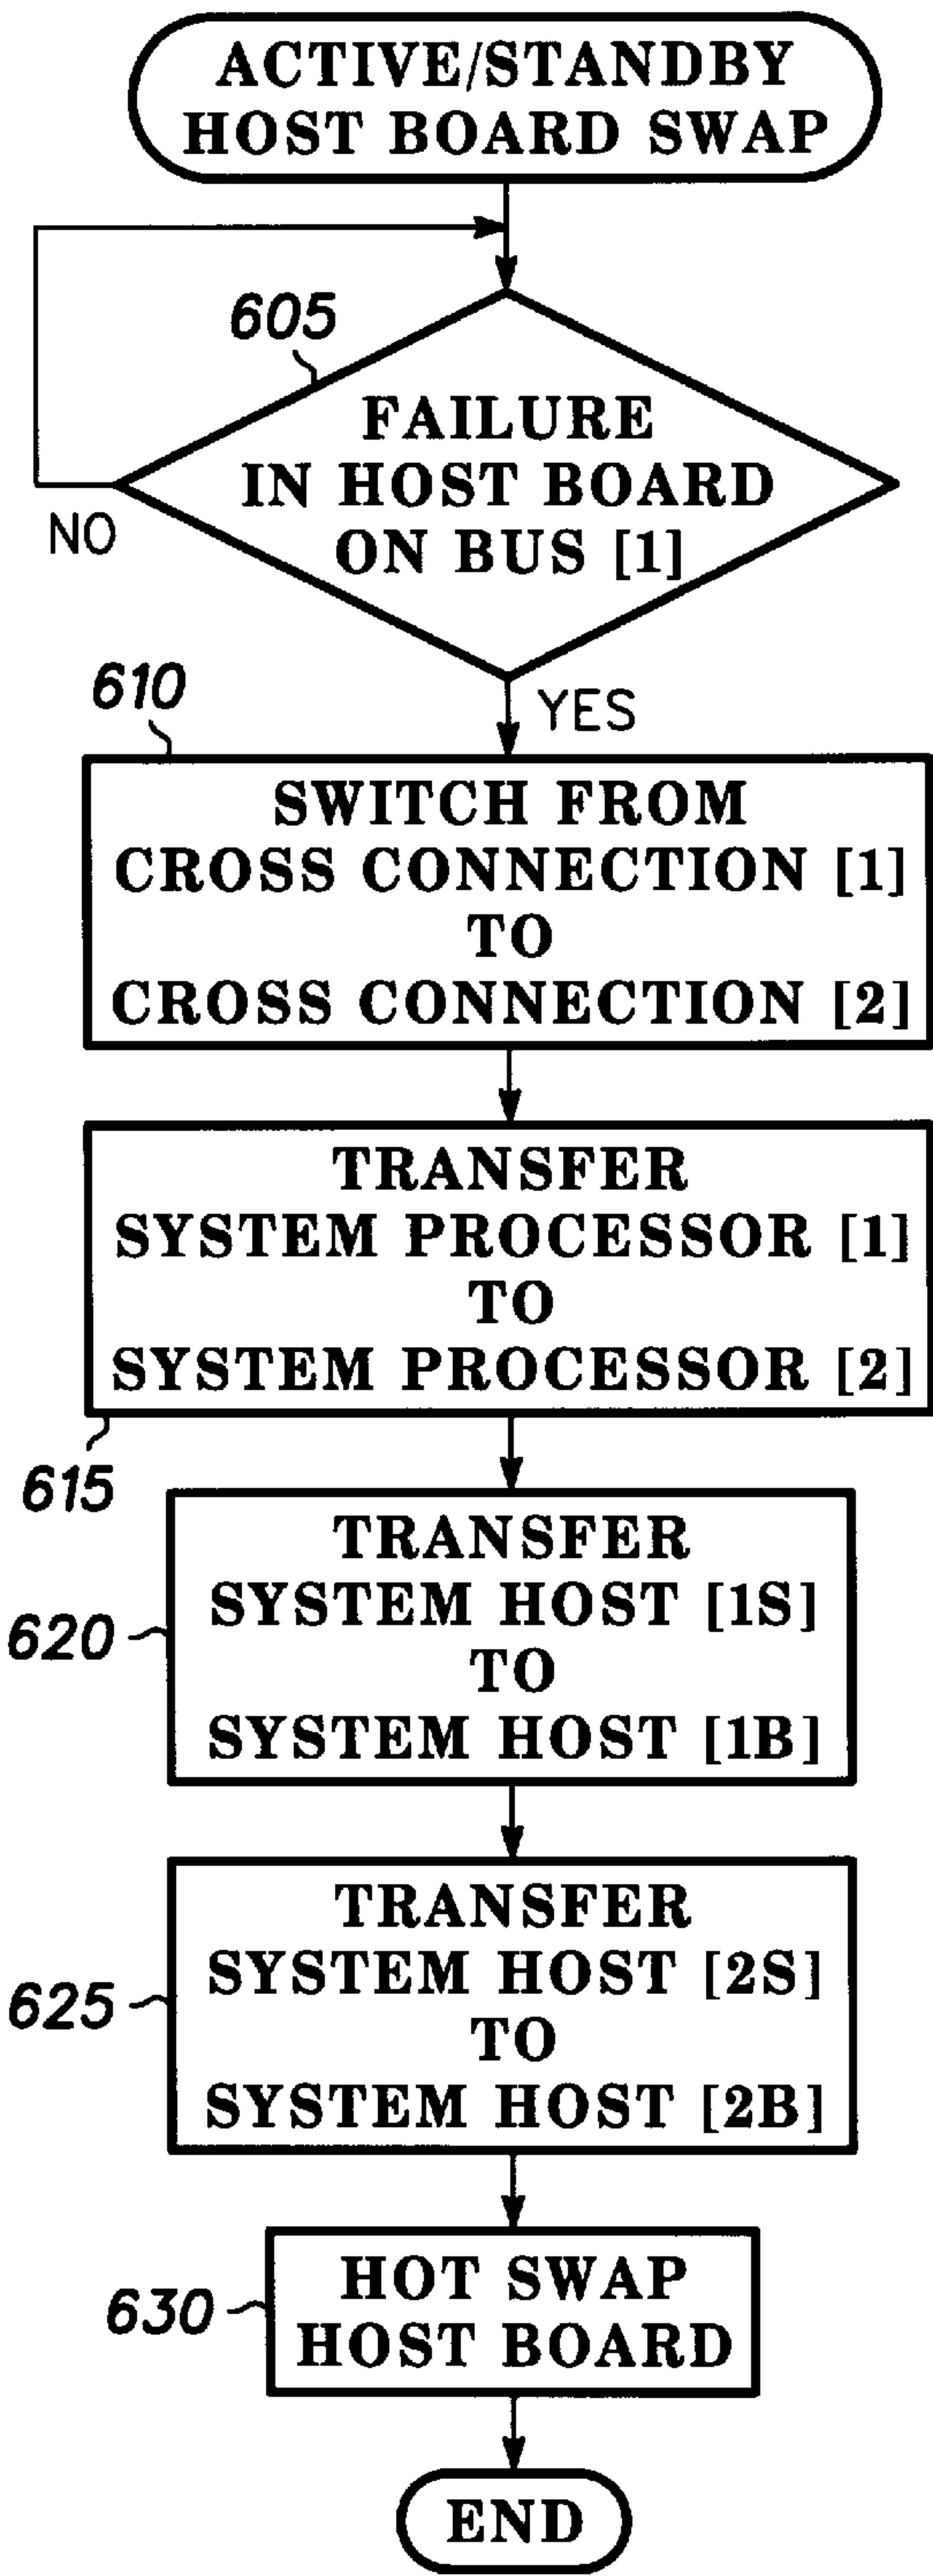 ACTIVE/STANDBY
HOST BOARD SWAP
605
FAILURE
IN HOST BOARD
ON BUS [1]
NO
YES
610
SWITCH FROM
CROSS CONNECTION [1]
TO
CROSS CONNECTION [2]
TRANSFER
SYSTEM PROCESSOR [1]
TO
SYSTEM PROCESSOR [2]
615
TRANSFER
SYSTEM HOST [1S]
620
TO
SYSTEM HOST [1B]
TRANSFER
SYSTEM HOST [2S]
625
TO
SYSTEM HOST [2B]
HOT SWAP
630
HOST BOARD
END